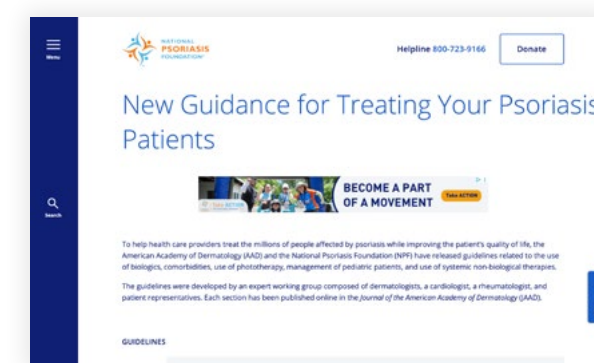 Menu
NATIONAL
PSORIASIS
FOUNDATION
Helpline 800-723-9166
Donate
New Guidance for Treating Your Psoriasis
Patients
BECOME A PART
OF A MOVEMENT
Take ACTION
Search
To help health care providers treat the millions of people affected by psoriasis while improving the patient's quality of life, the
American Academy of Dermatology (AAD) and the National Psoriasis Foundation (NPF) have released guidelines related to the use
of biologics, comorbidities, use of phototherapy, management of pediatric patients, and use of systemic non-biological therapies.
The guidelines were developed by an expert working group composed of dermatologists, a cardiologist, a rheumatologist, and
patient representatives. Each section has been published online in the Journal of the American Academy of Dermatology (JAAD).
GUIDELINES